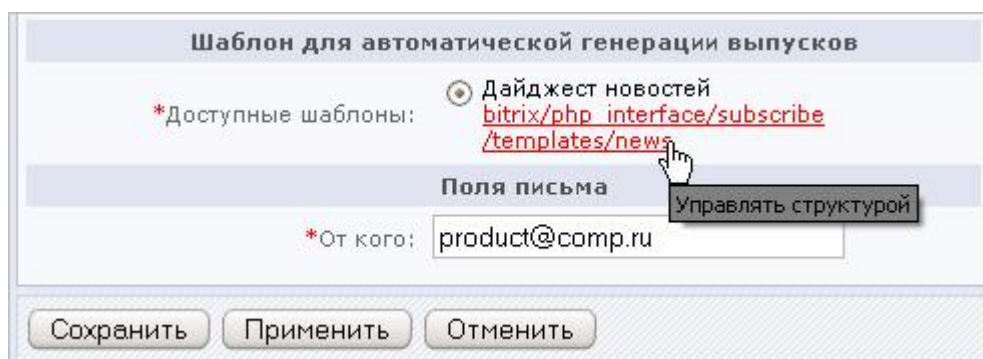 Шаблон для автоматической генерации выпусков
*Доступные шаблоны: Дайджест новостей
bitrix/php_interface/subscribe
/templates/news
Поля письма
Управлять структурой
*От кого: product@comp.ru
Сохранить Применить Отменить